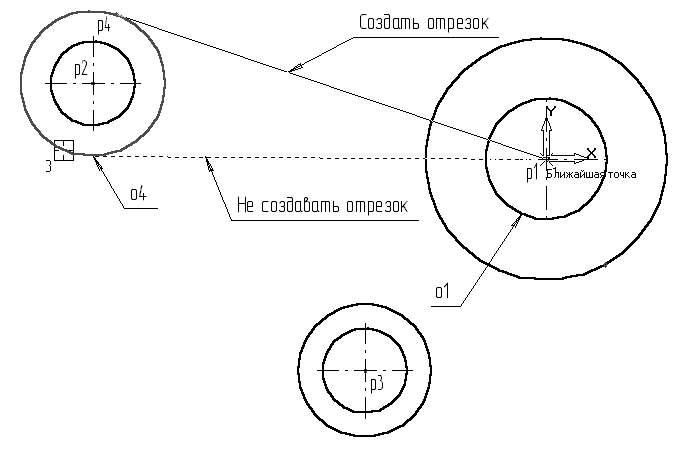 Создать отрезок
p4
p2
3
o4
Не создавать отрезок
Y
X
p1
Ближайшая точка
o1
p3